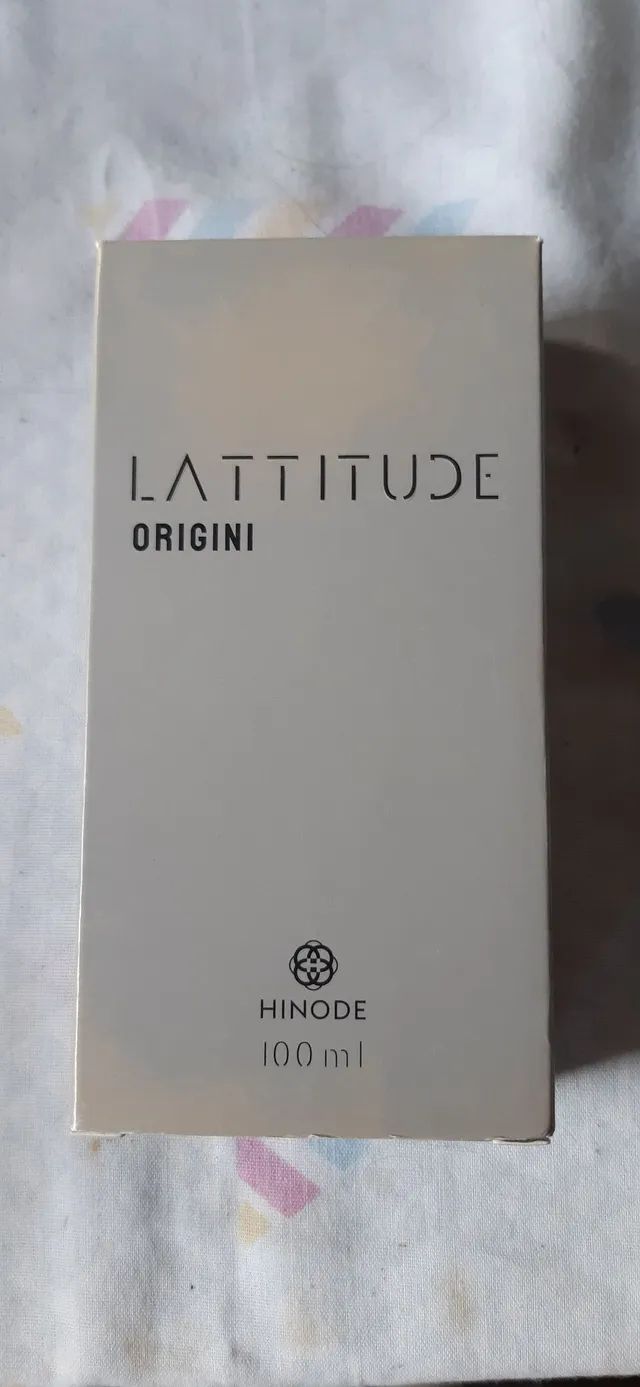 LATTITUDE
ORIGINI
HINODE
100 ml